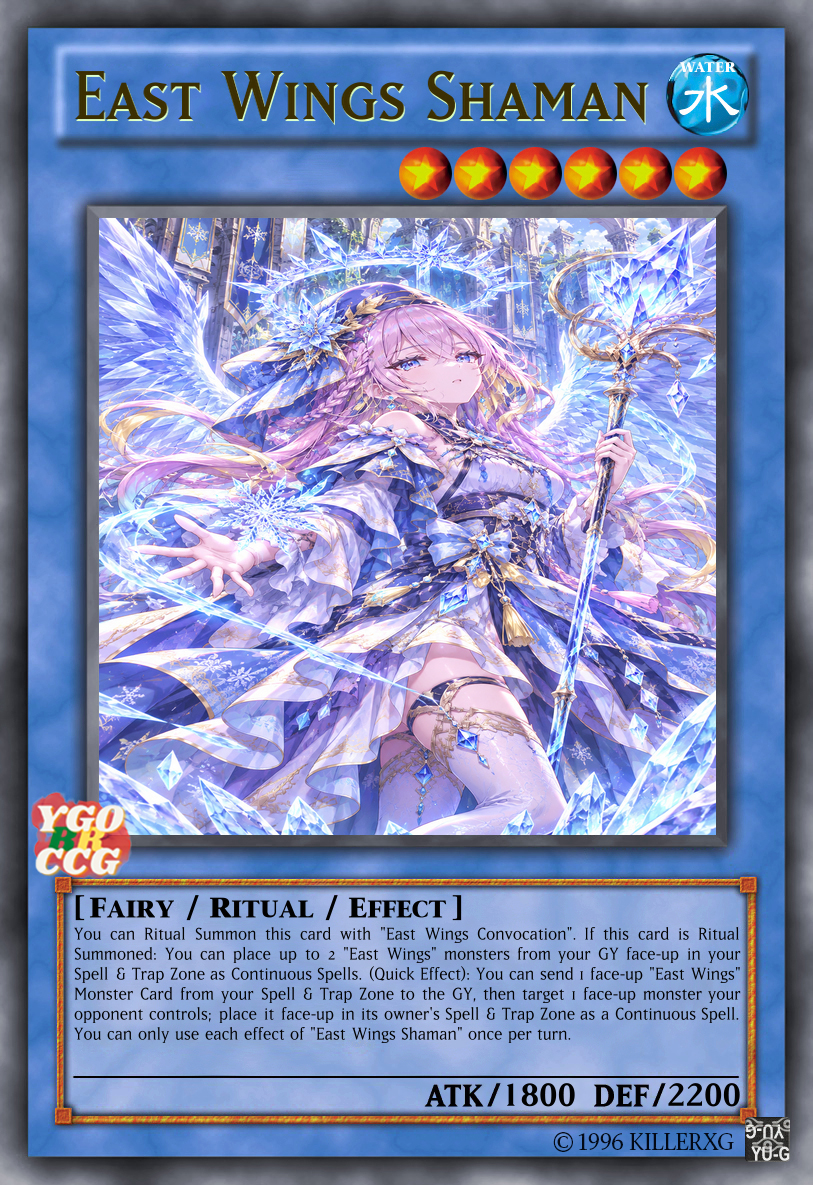 East Wings Shaman
WATER
水
[ Fairy / Ritual / Effect ]
You can Ritual Summon this card with "East Wings Convocation". If this card is Ritual
Summoned: You can place up to 2 "East Wings" monsters from your GY face-up in your
Spell & Trap Zone as Continuous Spells. (Quick Effect): You can send 1 face-up "East Wings"
Monster Card from your Spell & Trap Zone to the GY, then target 1 face-up monster your
opponent controls; place it face-up in its owner's Spell & Trap Zone as a Continuous Spell.
You can only use each effect of "East Wings Shaman" once per turn.
YGO
BR
CCG
ATK/1800 DEF/2200
© 1996 KILLERXG
YU-G